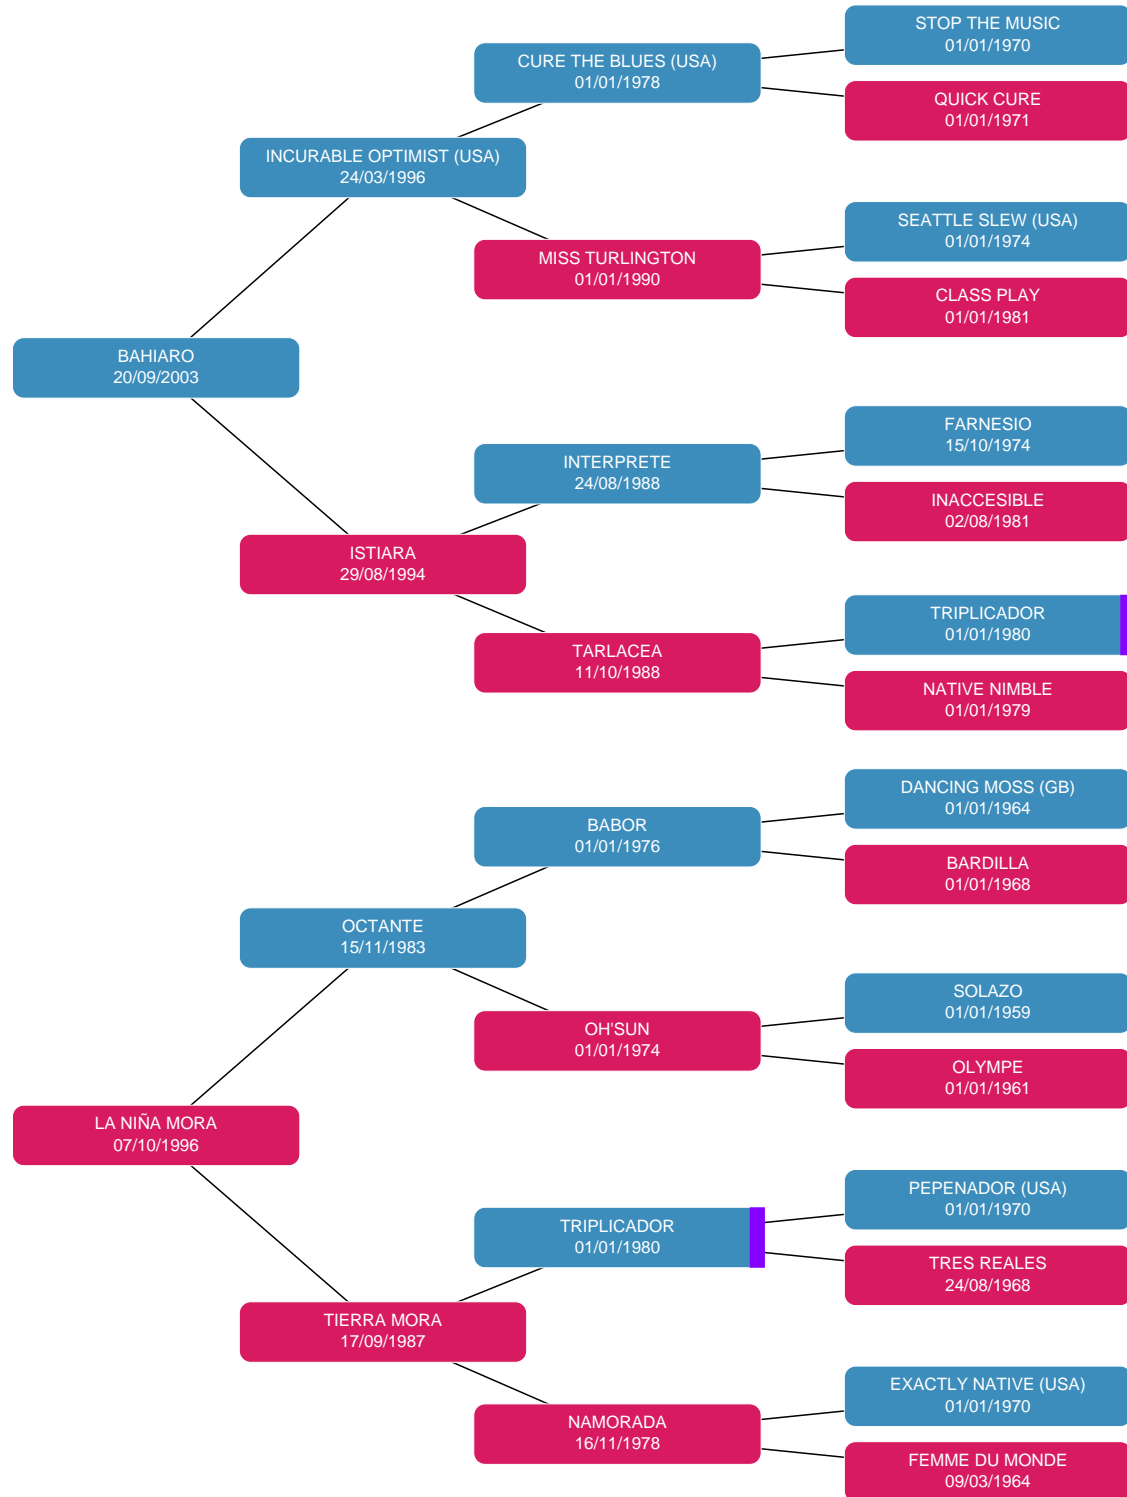 STOP THE MUSIC
01/01/1970
CURE THE BLUES (USA)
01/01/1978
QUICK CURE
01/01/1971
INCURABLE OPTIMIST (USA)
24/03/1996
SEATTLE SLEW (USA)
01/01/1974
MISS TURLINGTON
01/01/1990
CLASS PLAY
01/01/1981
BAHIARO
20/09/2003
FARNESIO
15/10/1974
INTERPRETE
24/08/1988
INACCESIBLE
02/08/1981
ISTIARA
29/08/1994
TRIPLICADOR
01/01/1980
TARLACEA
11/10/1988
NATIVE NIMBLE
01/01/1979
DANCING MOSS (GB)
01/01/1964
BABOR
01/01/1976
BARDILLA
01/01/1968
OCTANTE
15/11/1983
SOLAZO
01/01/1959
OH'SUN
01/01/1974
OLYMPE
01/01/1961
LA NIÑA MORA
07/10/1996
PEPENADOR (USA)
01/01/1970
TRIPLICADOR
01/01/1980
TRES REALES
24/08/1968
TIERRA MORA
17/09/1987
EXACTLY NATIVE (USA)
01/01/1970
NAMORADA
16/11/1978
FEMME DU MONDE
09/03/1964